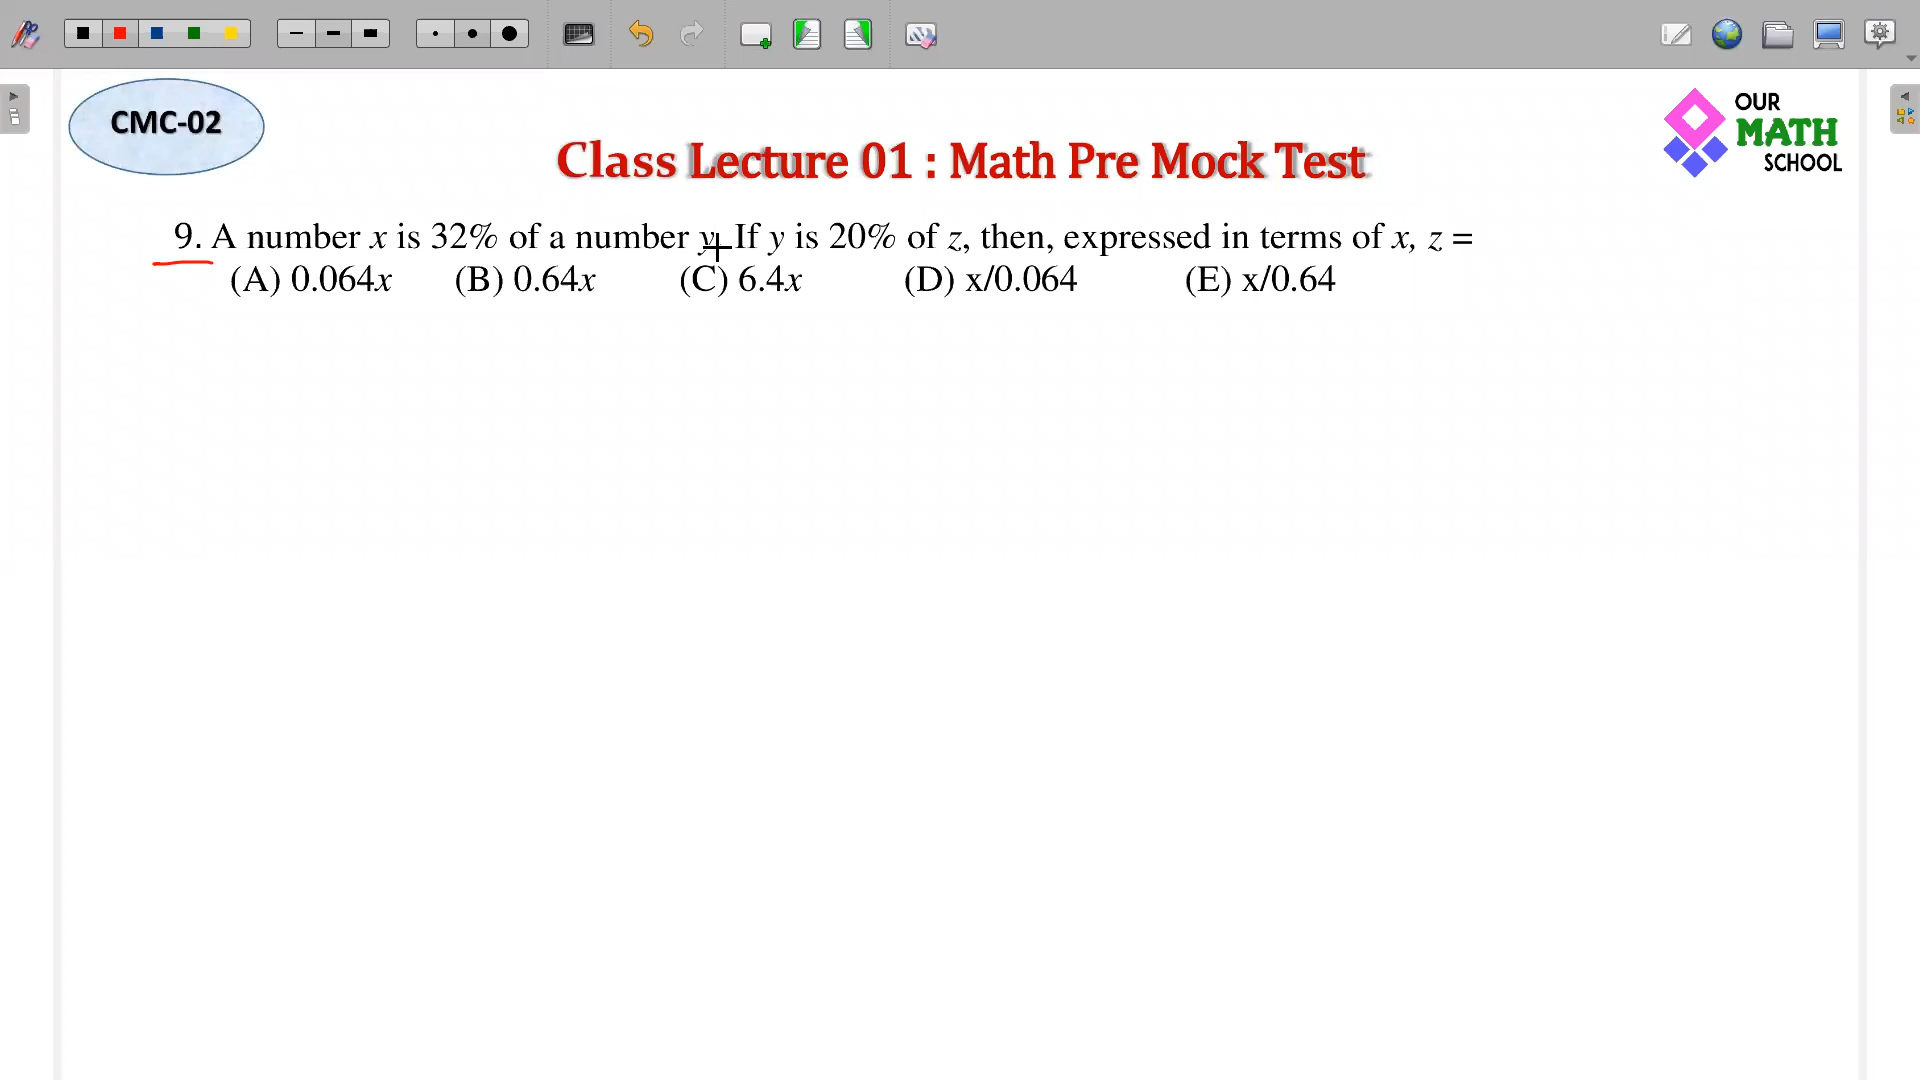 CMC-02
OUR
MATH
SCHOOL
Class Lecture 01 : Math Pre Mock Test
9. A number x is 32% of a number y. If y is 20% of z, then, expressed in terms of x, z =
(A) 0.064x (B) 0.64x (C) 6.4x (D) x/0.064 (E) x/0.64